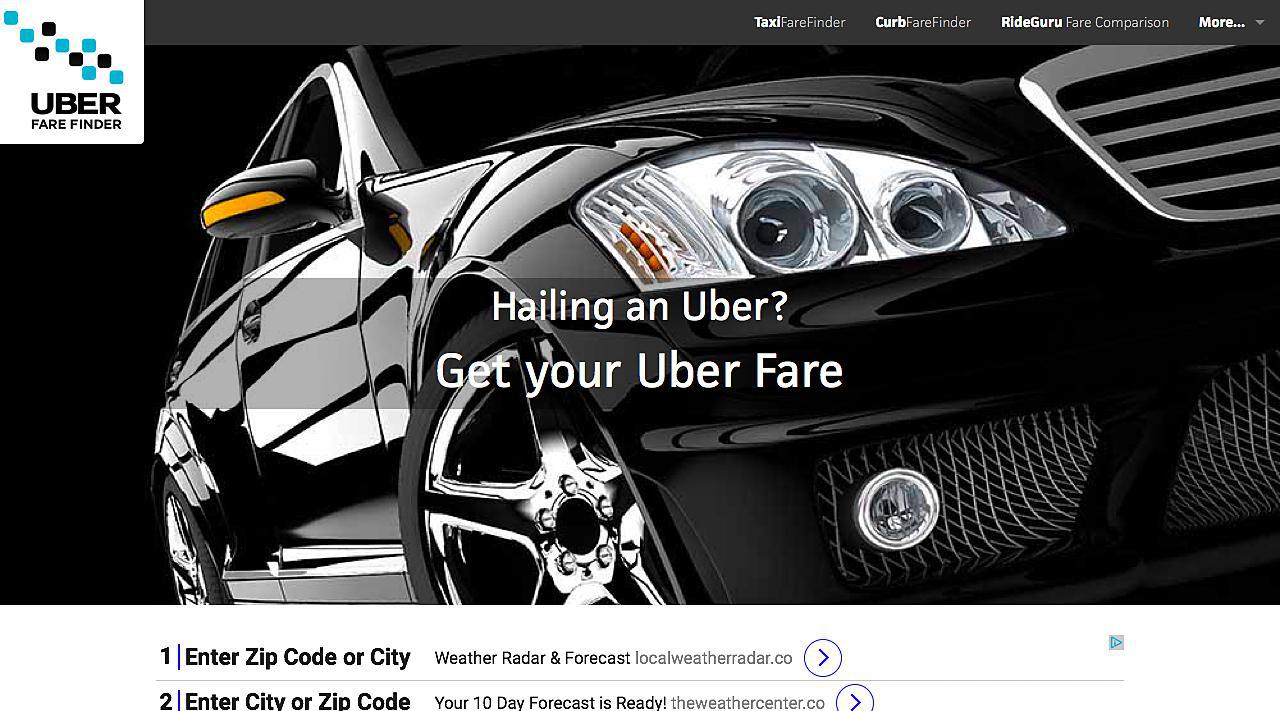 TaxiFareFinder CurbFareFinder RideGuru Fare Comparison More...
UBER
FARE FINDER
Hailing an Uber?
Get your Uber Fare
1 Enter Zip Code or City Weather Radar & Forecast localweatherradar.co
2 Enter City or Zip Code Your 10 Day Forecast is Ready! theweathercenter.co